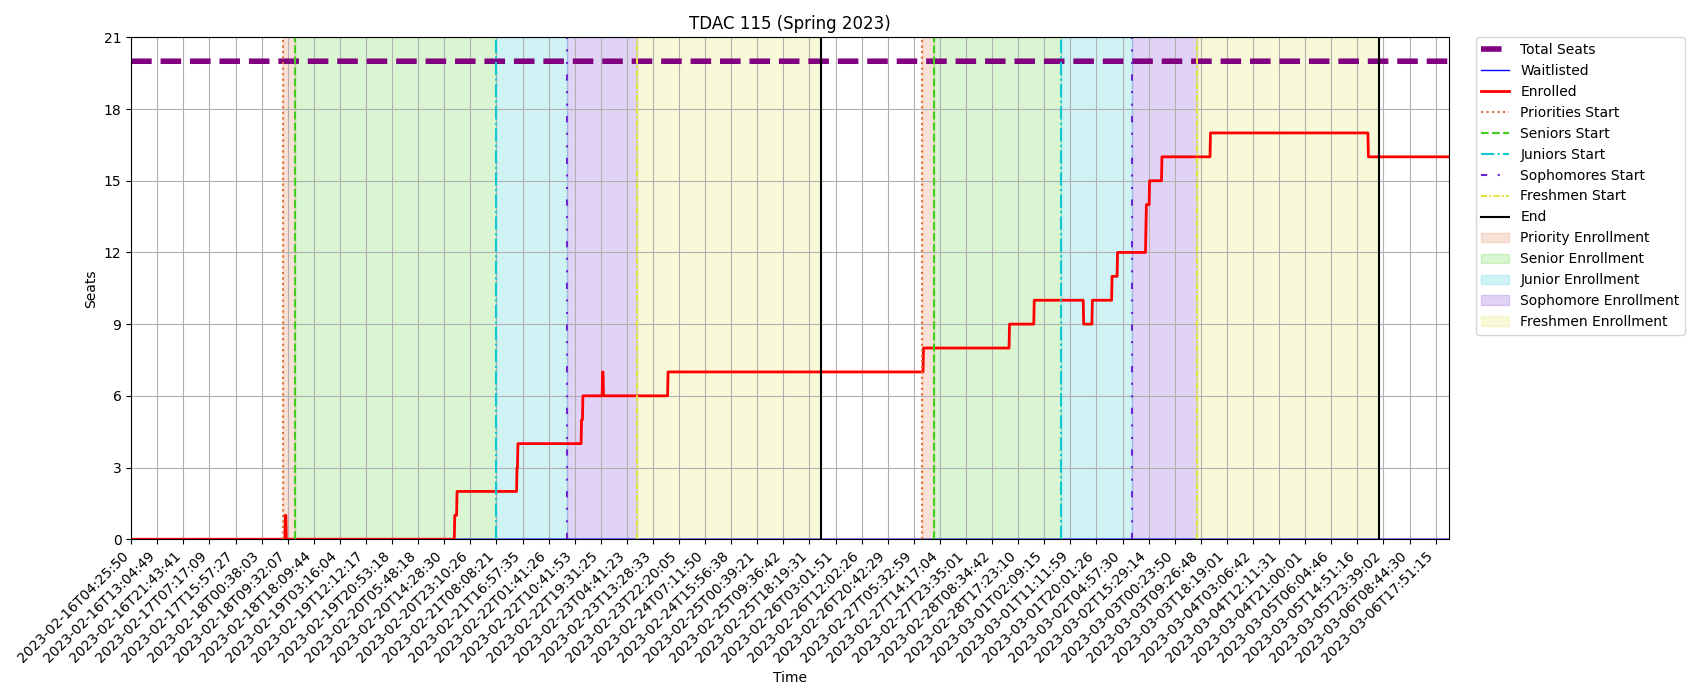 TDAC 115 (Spring 2023)
21
18
15
12
9
6
3
0
Seats
2023-02-16T04:25:50
2023-02-16T13:04:49
2023-02-16T21:43:41
2023-02-17T07:17:09
2023-02-17T15:57:27
2023-02-18T00:38:03
2023-02-18T09:32:07
2023-02-18T18:09:44
2023-02-19T03:16:04
2023-02-19T12:12:17
2023-02-19T20:53:18
2023-02-20T05:48:18
2023-02-20T14:28:30
2023-02-20T23:10:26
2023-02-21T08:08:21
2023-02-21T16:57:35
2023-02-22T01:41:26
2023-02-22T10:41:53
2023-02-22T19:31:25
2023-02-23T04:41:23
2023-02-23T13:28:33
2023-02-23T22:20:05
2023-02-24T07:11:50
2023-02-24T15:56:38
2023-02-25T00:39:21
2023-02-25T09:36:42
2023-02-25T18:19:31
2023-02-26T03:01:51
2023-02-26T12:02:26
2023-02-26T20:42:29
2023-02-27T05:32:59
2023-02-27T14:17:04
2023-02-27T23:35:01
2023-02-28T08:34:42
2023-02-28T17:23:10
2023-03-01T02:09:15
2023-03-01T11:11:59
2023-03-01T20:01:26
2023-03-02T04:57:30
2023-03-02T15:29:14
2023-03-03T00:23:50
2023-03-03T09:26:48
2023-03-03T18:19:01
2023-03-04T03:06:42
2023-03-04T12:11:31
2023-03-04T21:00:01
2023-03-05T06:04:46
2023-03-05T14:51:16
2023-03-05T23:39:02
2023-03-06T08:44:30
2023-03-06T17:51:15
Time
Total Seats
Waitlisted
Enrolled
Priorities Start
Seniors Start
Juniors Start
Sophomores Start
Freshmen Start
End
Priority Enrollment
Senior Enrollment
Junior Enrollment
Sophomore Enrollment
Freshmen Enrollment